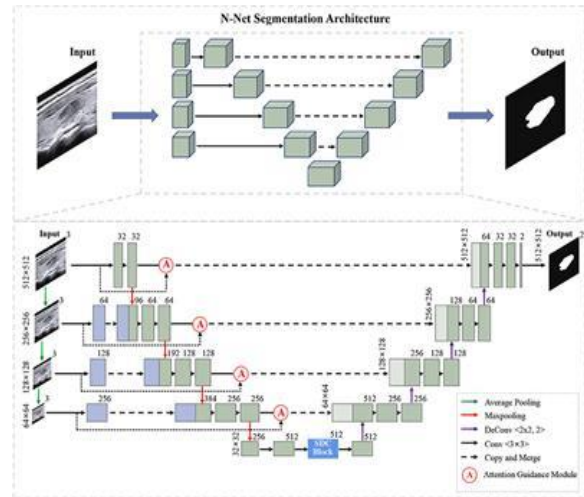 N-Net Segmentation Architecture
Input
Output
Input 3
Output 2
512×512
32 32
A
512×512
64 32 32 2
512×512
3
256×256
64
96 64 64
A
256×256
128 64 64
3
128×128
128
192 128 128
A
128×128
256 128 128
3
64×64
256
384 256 256
A
64×64
512 256 256
32×32
256
512
SDC
Block
512
512
Average Pooling
Maxpooling
DeConv <2x2, 2>
Conv <3×3>
Copy and Merge
A Attention Guidance Module